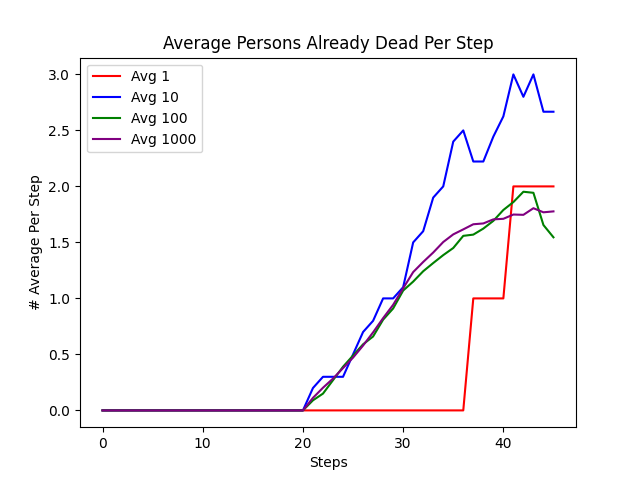 Average Persons Already Dead Per Step
Avg 1
Avg 10
Avg 100
Avg 1000
# Average Per Step
3.0
2.5
2.0
1.5
1.0
0.5
0.0
0 10 20 30 40
Steps